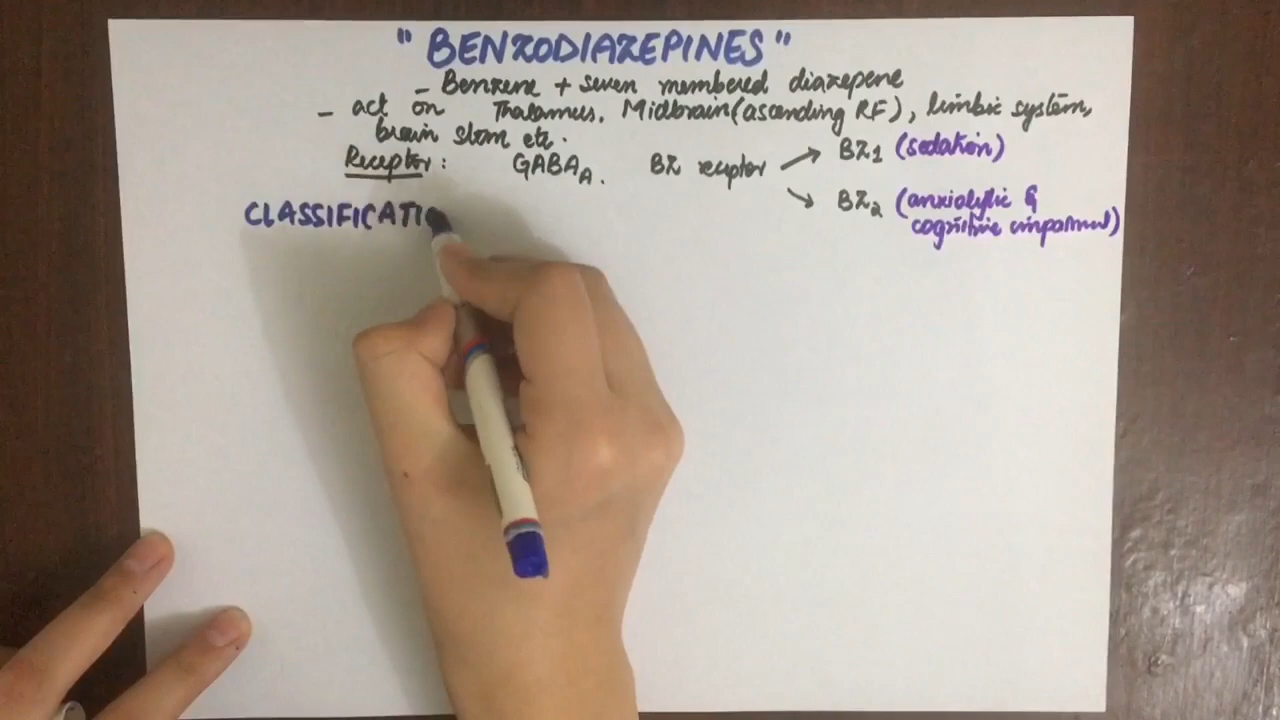 "BENZODIAZEPINES"
- Benzene + seven membered diazepene
- act on Thalamus, Midbrain (ascending RF), limbic system,
brain stem etc.
Receptor: GABAA. BZ receptor → BZ1 (sedation)
→ BZ2 (anxiolytic &
cognitive impairment)
CLASSIFICATIO